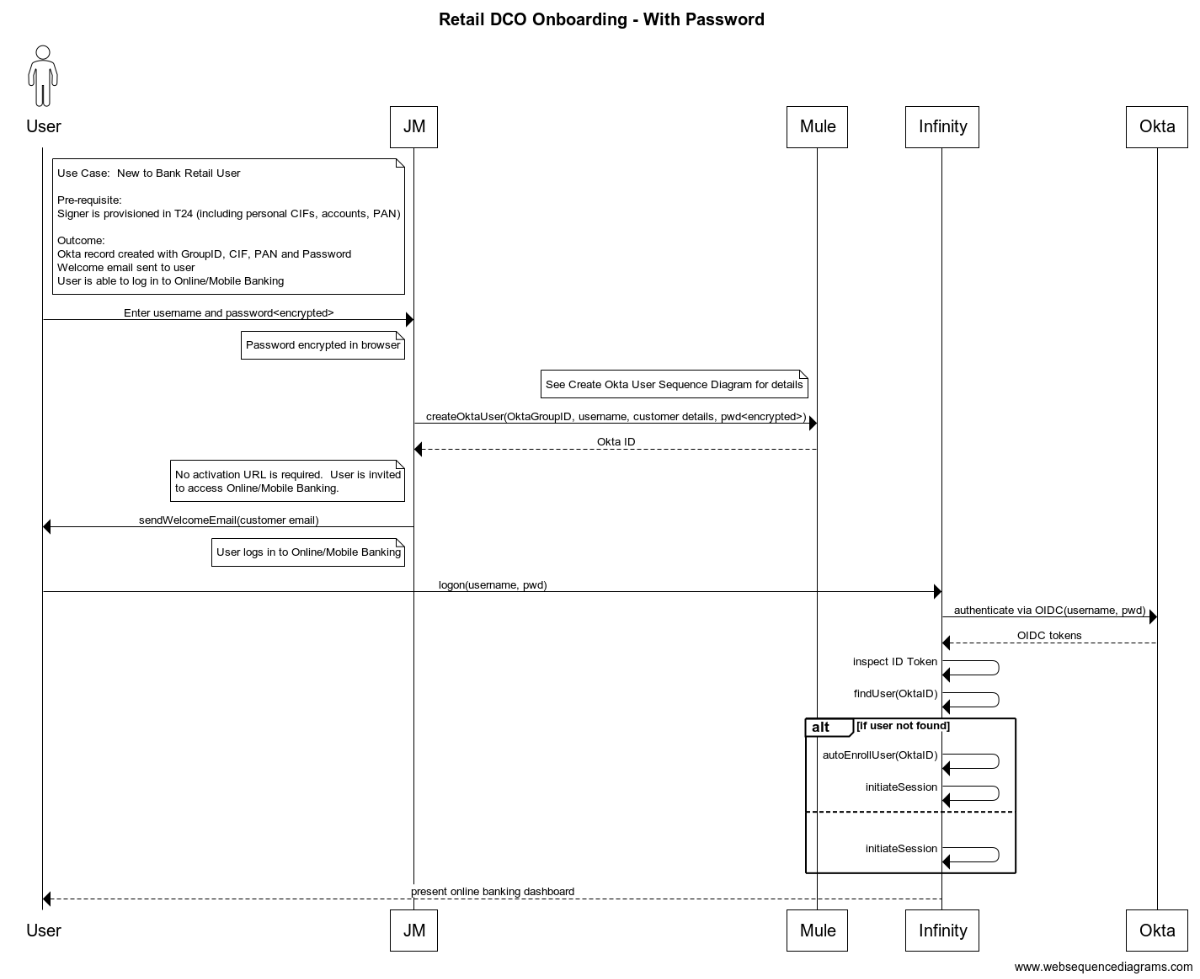 Retail DCO Onboarding - With Password
User
JM
Mule
Infinity
Okta
Use Case:  New to Bank Retail User
Pre-requisite:
Signer is provisioned in T24 (including personal CIFs, accounts, PAN)
Outcome:
Okta record created with GroupID, CIF, PAN and Password
Welcome email sent to user
User is able to log in to Online/Mobile Banking
Enter username and password<encrypted>
Password encrypted in browser
See Create Okta User Sequence Diagram for details
createOktaUser(OktaGroupID, username, customer details, pwd<encrypted>)
Okta ID
No activation URL is required.  User is invited
to access Online/Mobile Banking.
sendWelcomeEmail(customer email)
User logs in to Online/Mobile Banking
logon(username, pwd)
authenticate via OIDC(username, pwd)
OIDC tokens
inspect ID Token
findUser(OktaID)
alt
[if user not found]
autoEnrollUser(OktaID)
initiateSession
initiateSession
present online banking dashboard
User
JM
Mule
Infinity
Okta
www.websequencediagrams.com